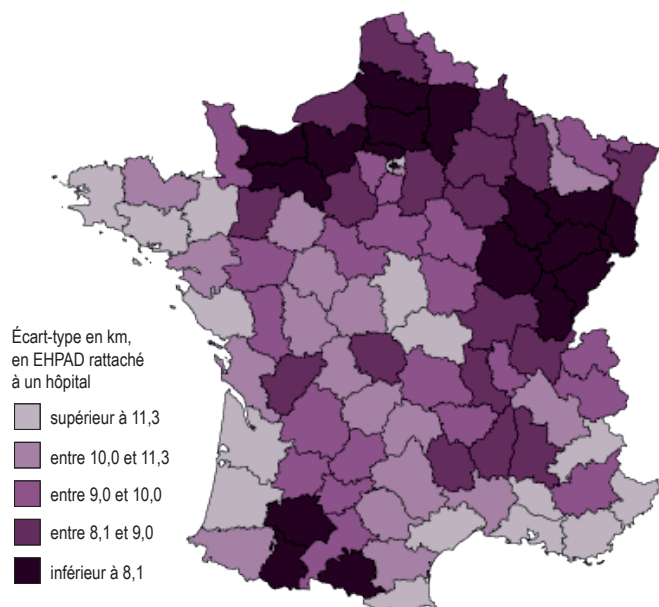 Écart-type en km,
en EHPAD rattaché
à un hôpital
supérieur à 11,3
entre 10,0 et 11,3
entre 9,0 et 10,0
entre 8,1 et 9,0
inférieur à 8,1